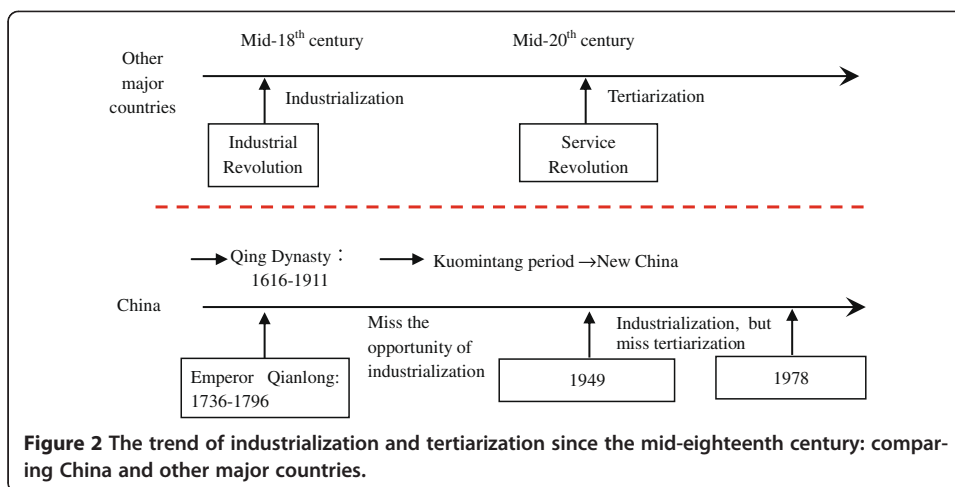 Mid-18th century
Mid-20th century
Other
major
countries
Industrialization
Tertiarization
Industrial
Revolution
Service
Revolution
Qing Dynasty：
1616-1911
Kuomintang period →New China
China
Miss the
opportunity of
industrialization
Industrialization, but
miss tertiarization
Emperor Qianlong:
1736-1796
1949
1978
Figure 2 The trend of industrialization and tertiarization since the mid-eighteenth century: compar-
ing China and other major countries.